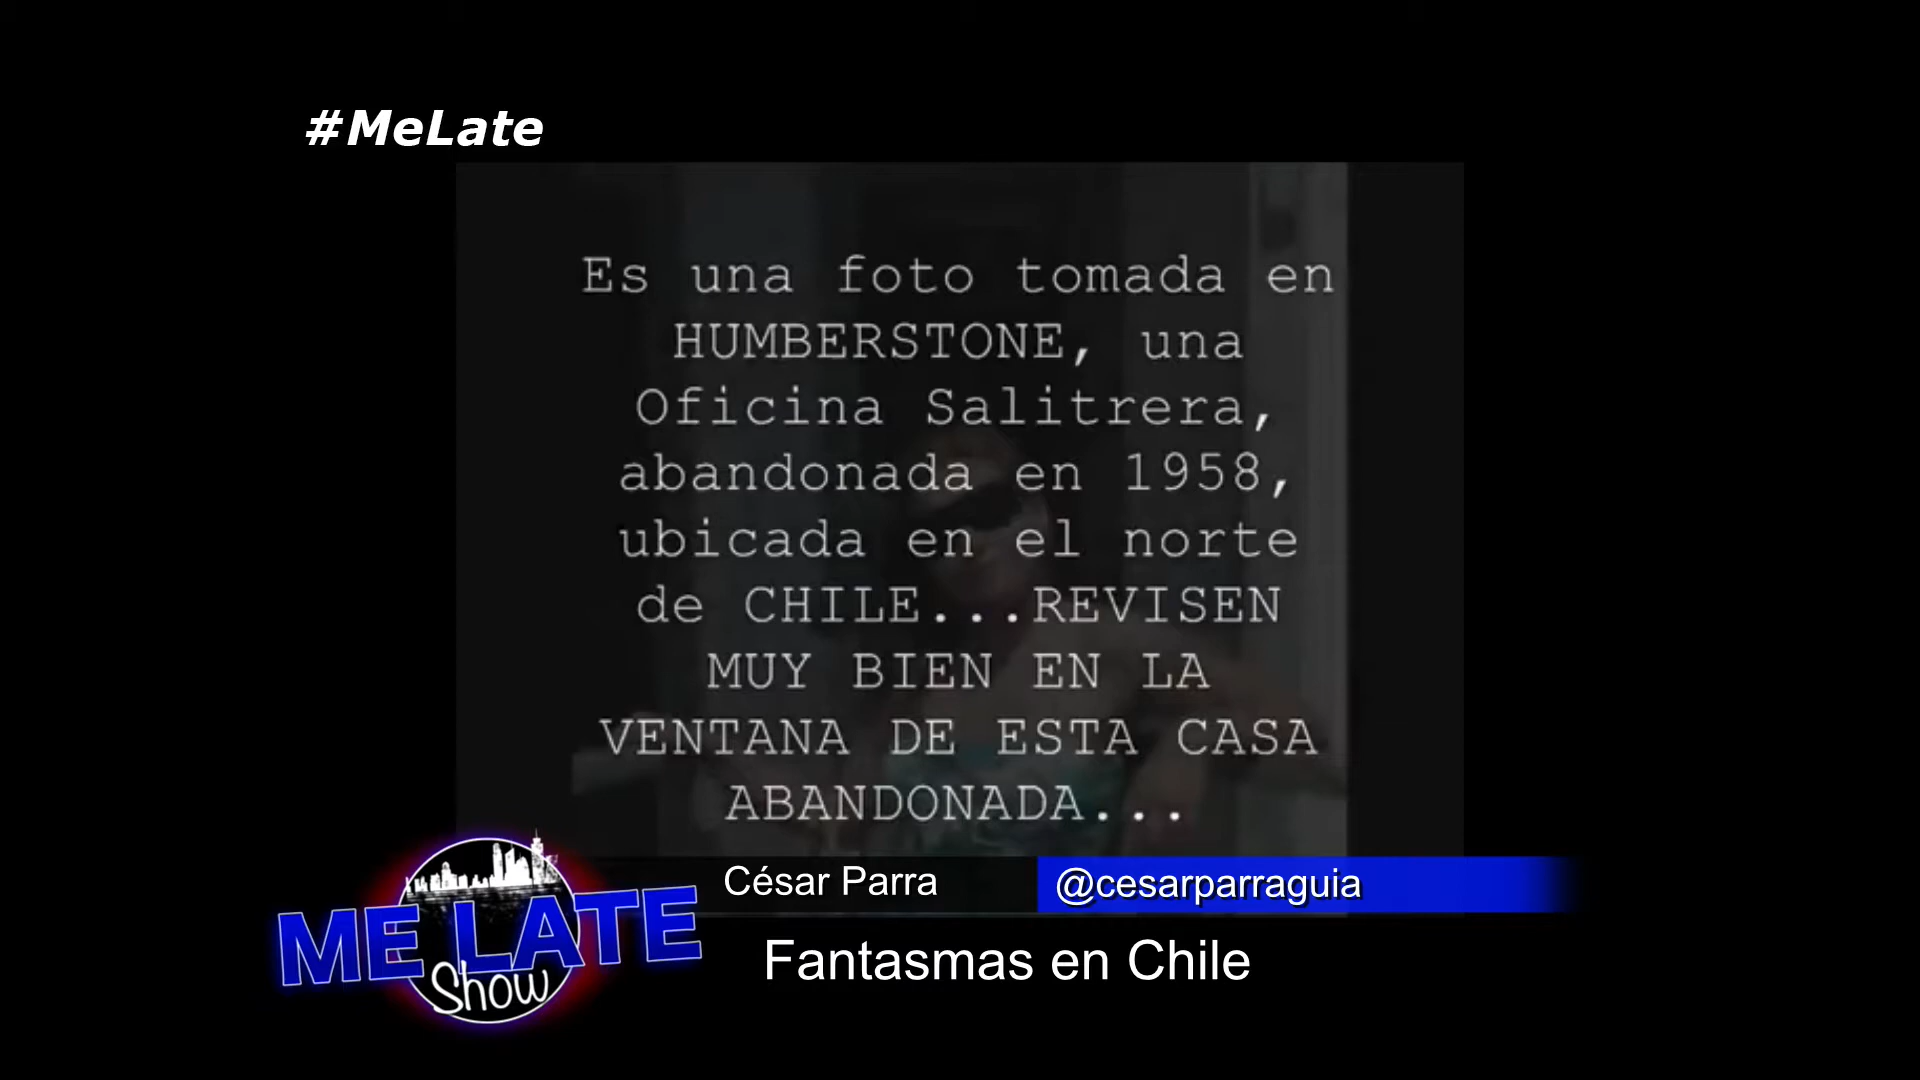 #MeLate
Es una foto tomada en
HUMBERSTONE, una
Oficina Salitrera,
abandonada en 1958,
ubicada en el norte
de CHILE...REVISEN
MUY BIEN EN LA
VENTANA DE ESTA CASA
ABANDONADA...
César Parra
@cesarparraguia
ME LATE
Show
Fantasmas en Chile